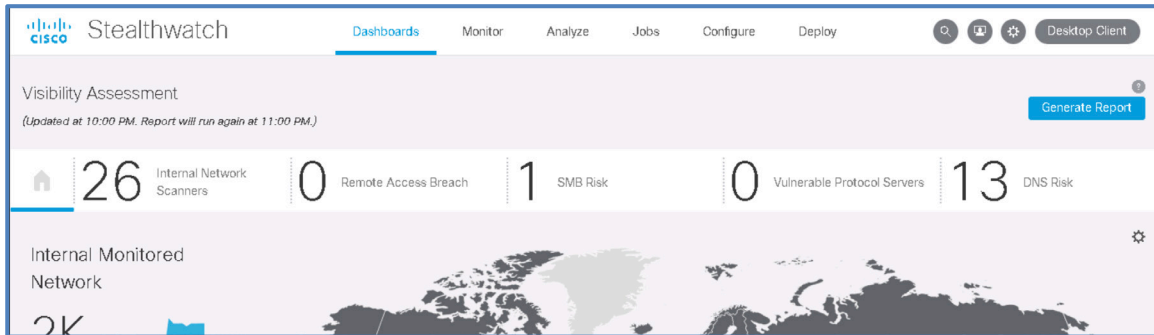 CISCO Stealthwatch Dashboards Monitor Analyze Jobs Configure Deploy Desktop Client
Visibility Assessment
(Updated at 10:00 PM. Report will run again at 11:00 PM.)
?
Generate Report
26 Internal Network Scanners 0 Remote Access Breach 1 SMB Risk 0 Vulnerable Protocol Servers 13 DNS Risk
Internal Monitored
Network
2K